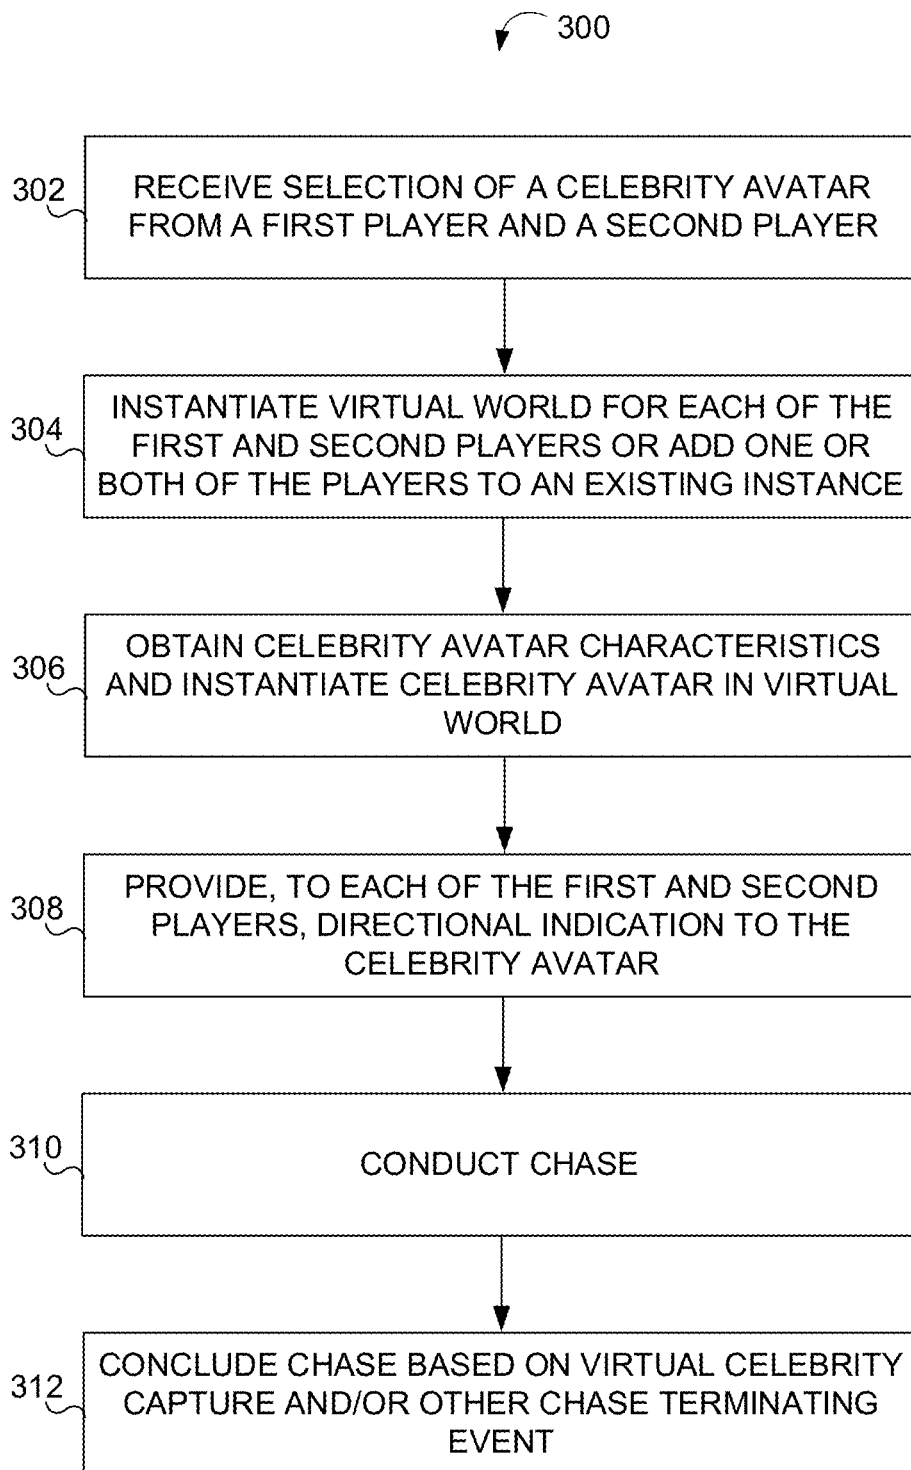 300
302
RECEIVE SELECTION OF A CELEBRITY AVATAR
FROM A FIRST PLAYER AND A SECOND PLAYER
304
INSTANTIATE VIRTUAL WORLD FOR EACH OF THE
FIRST AND SECOND PLAYERS OR ADD ONE OR
BOTH OF THE PLAYERS TO AN EXISTING INSTANCE
306
OBTAIN CELEBRITY AVATAR CHARACTERISTICS
AND INSTANTIATE CELEBRITY AVATAR IN VIRTUAL
WORLD
308
PROVIDE, TO EACH OF THE FIRST AND SECOND
PLAYERS, DIRECTIONAL INDICATION TO THE
CELEBRITY AVATAR
310
CONDUCT CHASE
312
CONCLUDE CHASE BASED ON VIRTUAL CELEBRITY
CAPTURE AND/OR OTHER CHASE TERMINATING
EVENT